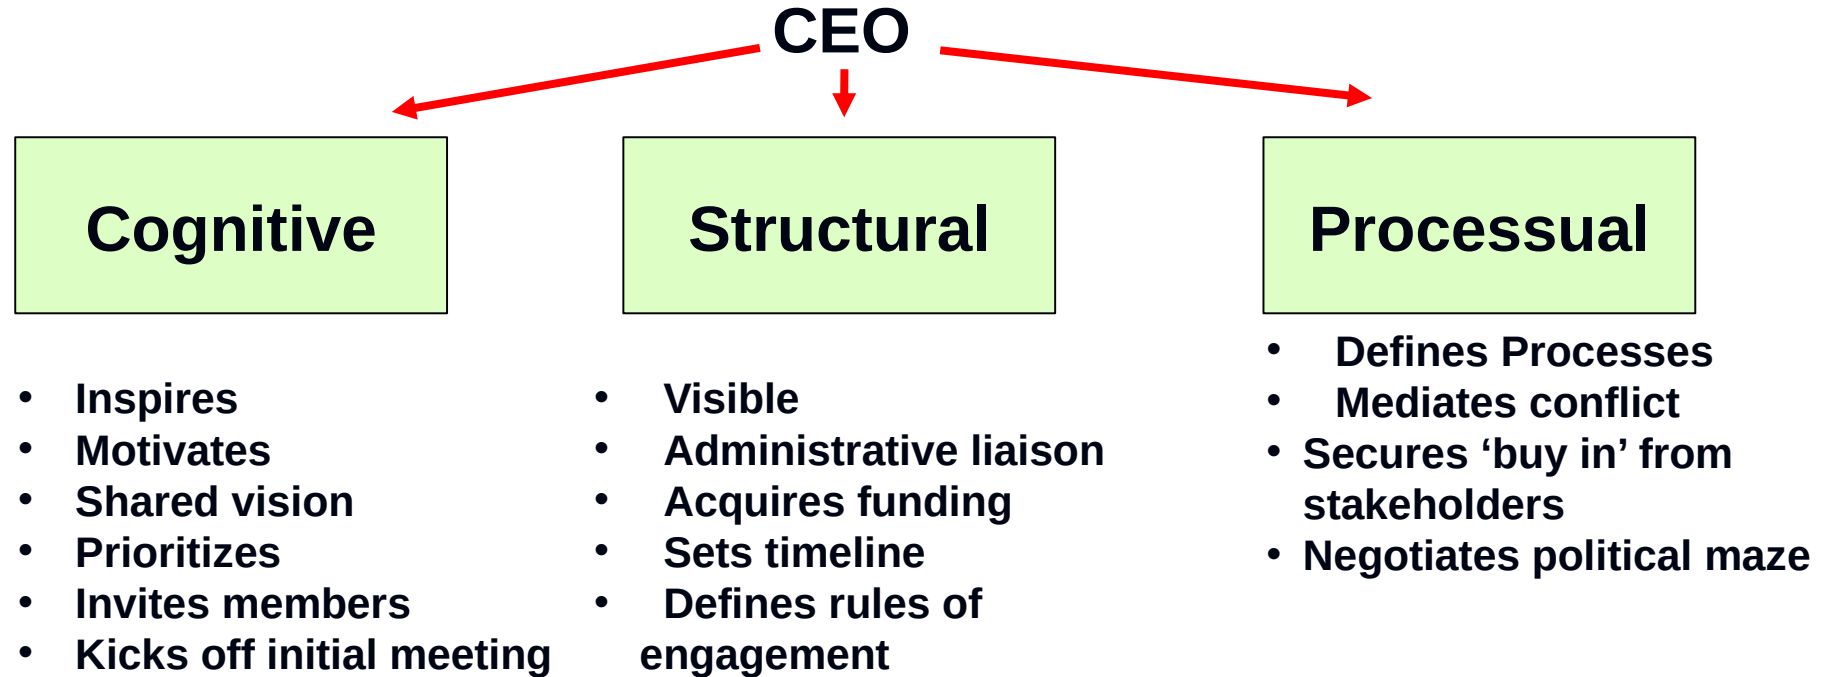 CEO
Cognitive
Structural
Processual
• Inspires
• Motivates
• Shared vision
• Prioritizes
• Invites members
• Kicks off initial meeting
• Visible
• Administrative liaison
• Acquires funding
• Sets timeline
• Defines rules of
engagement
• Defines Processes
• Mediates conflict
• Secures ‘buy in’ from
stakeholders
• Negotiates political maze